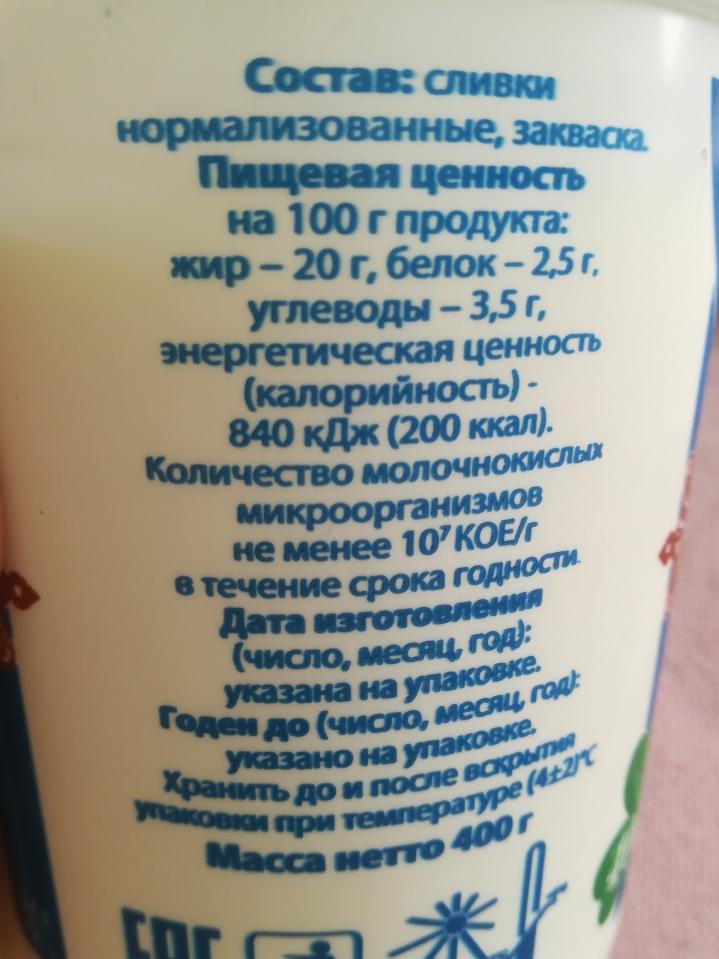 Состав: сливки
нормализованные, закваска.
Пищевая ценность
на 100 г продукта:
жир – 20 г, белок – 2,5 г,
углеводы – 3,5 г,
энергетическая ценность
(калорийность) -
840 кДж (200 ккал).
Количество молочнокислых
микроорганизмов
не менее 10⁷ КОЕ/г
в течение срока годности.
Дата изготовления
(число, месяц, год):
указана на упаковке.
Годен до (число, месяц, год):
указано на упаковке.
Хранить до и после вскрытия
упаковки при температуре (4±2)°С
Масса нетто 400 г
ЕАС